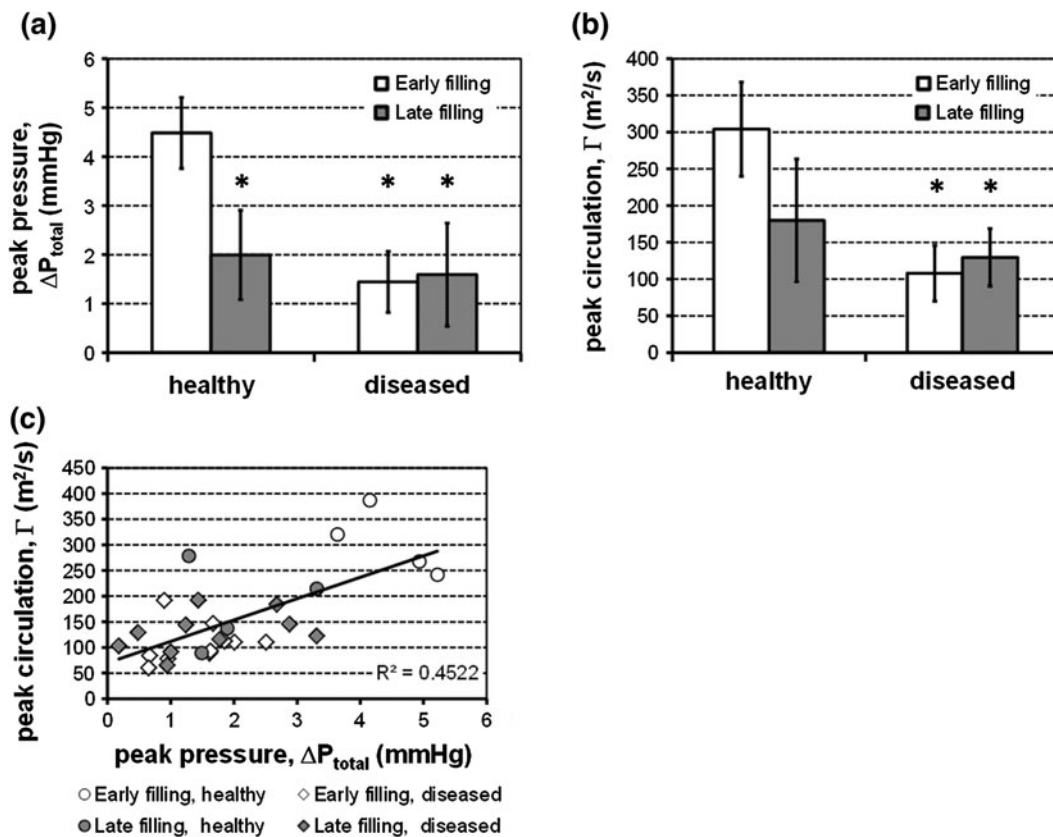 (a)
peak pressure,
ΔP_total (mmHg)
6
5
4
3
2
1
0
Early filling
Late filling
*
*
*
healthy
diseased
(b)
peak circulation, Γ (m²/s)
400
350
300
250
200
150
100
50
0
Early filling
Late filling
*
*
healthy
diseased
(c)
peak circulation, Γ (m²/s)
450
400
350
300
250
200
150
100
50
0
R² = 0.4522
0 1 2 3 4 5 6
peak pressure, ΔP_total (mmHg)
Early filling, healthy
Early filling, diseased
Late filling, healthy
Late filling, diseased